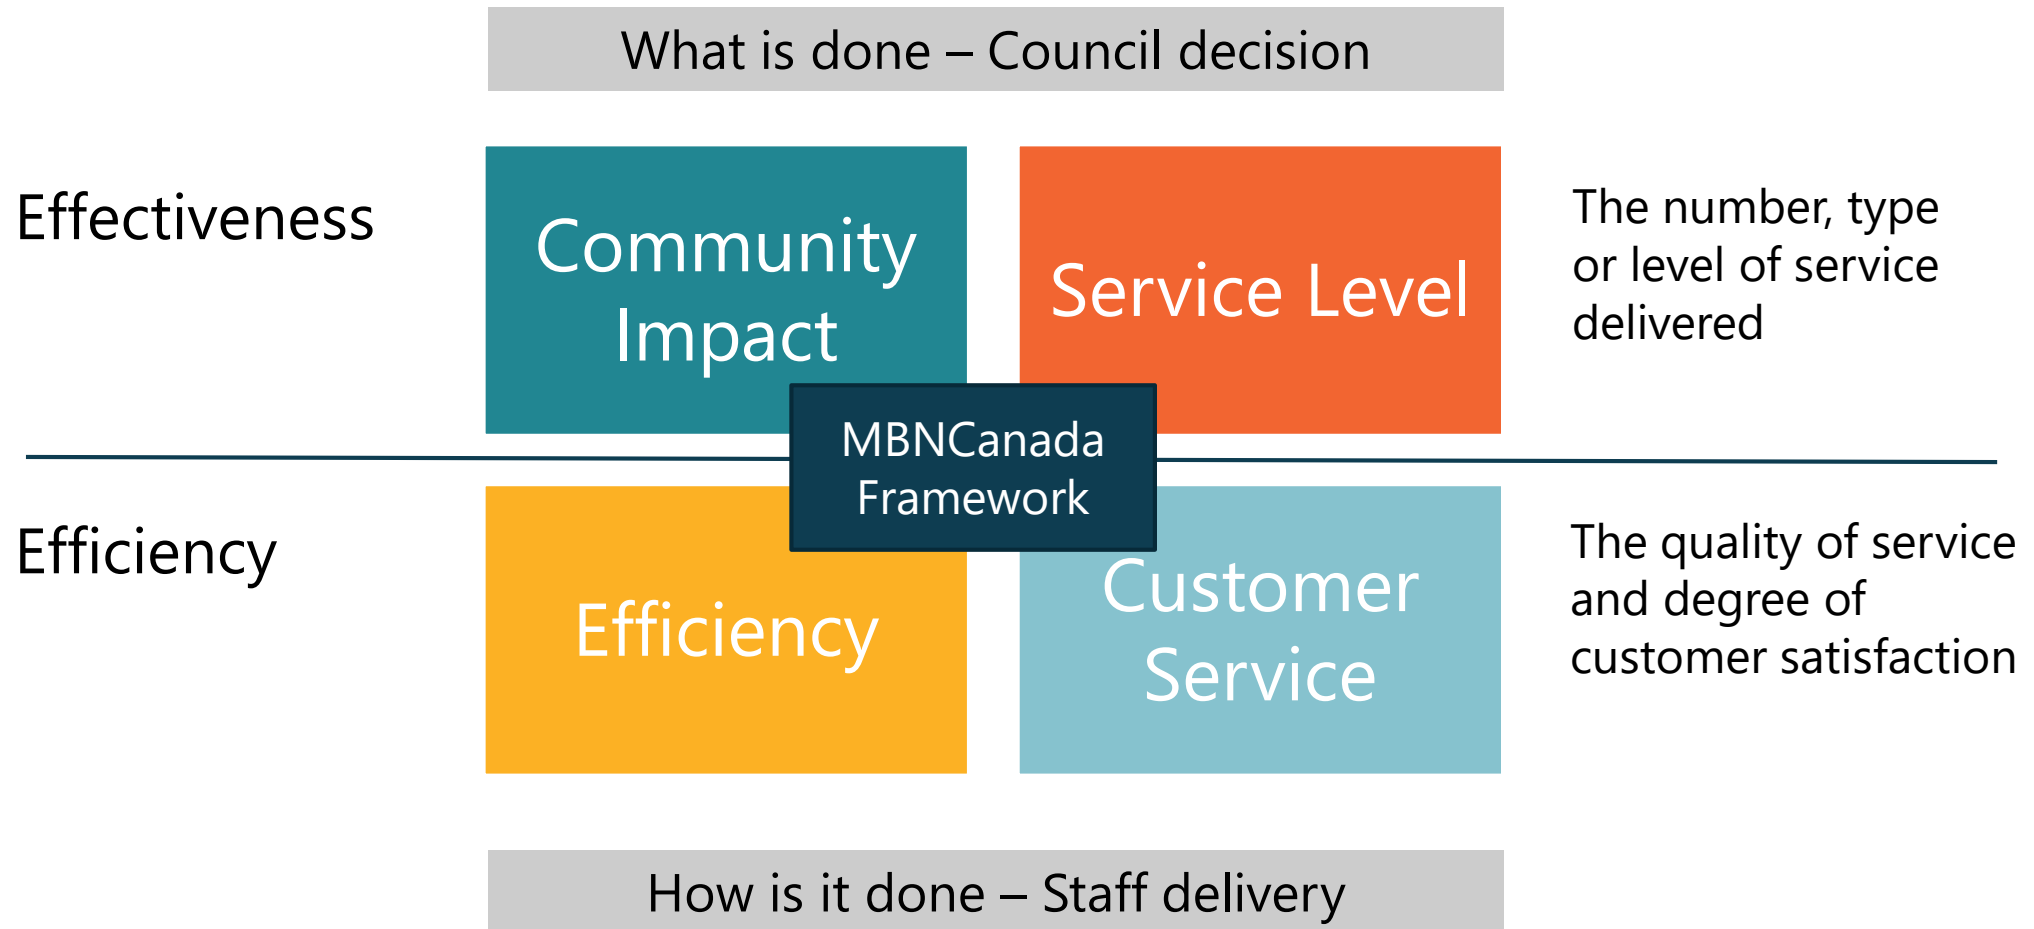 What is done – Council decision
Effectiveness
Community
Impact
Service Level
The number, type
or level of service
delivered
MBNCanada
Framework
Efficiency
Efficiency
Customer
Service
The quality of service
and degree of
customer satisfaction
How is it done – Staff delivery